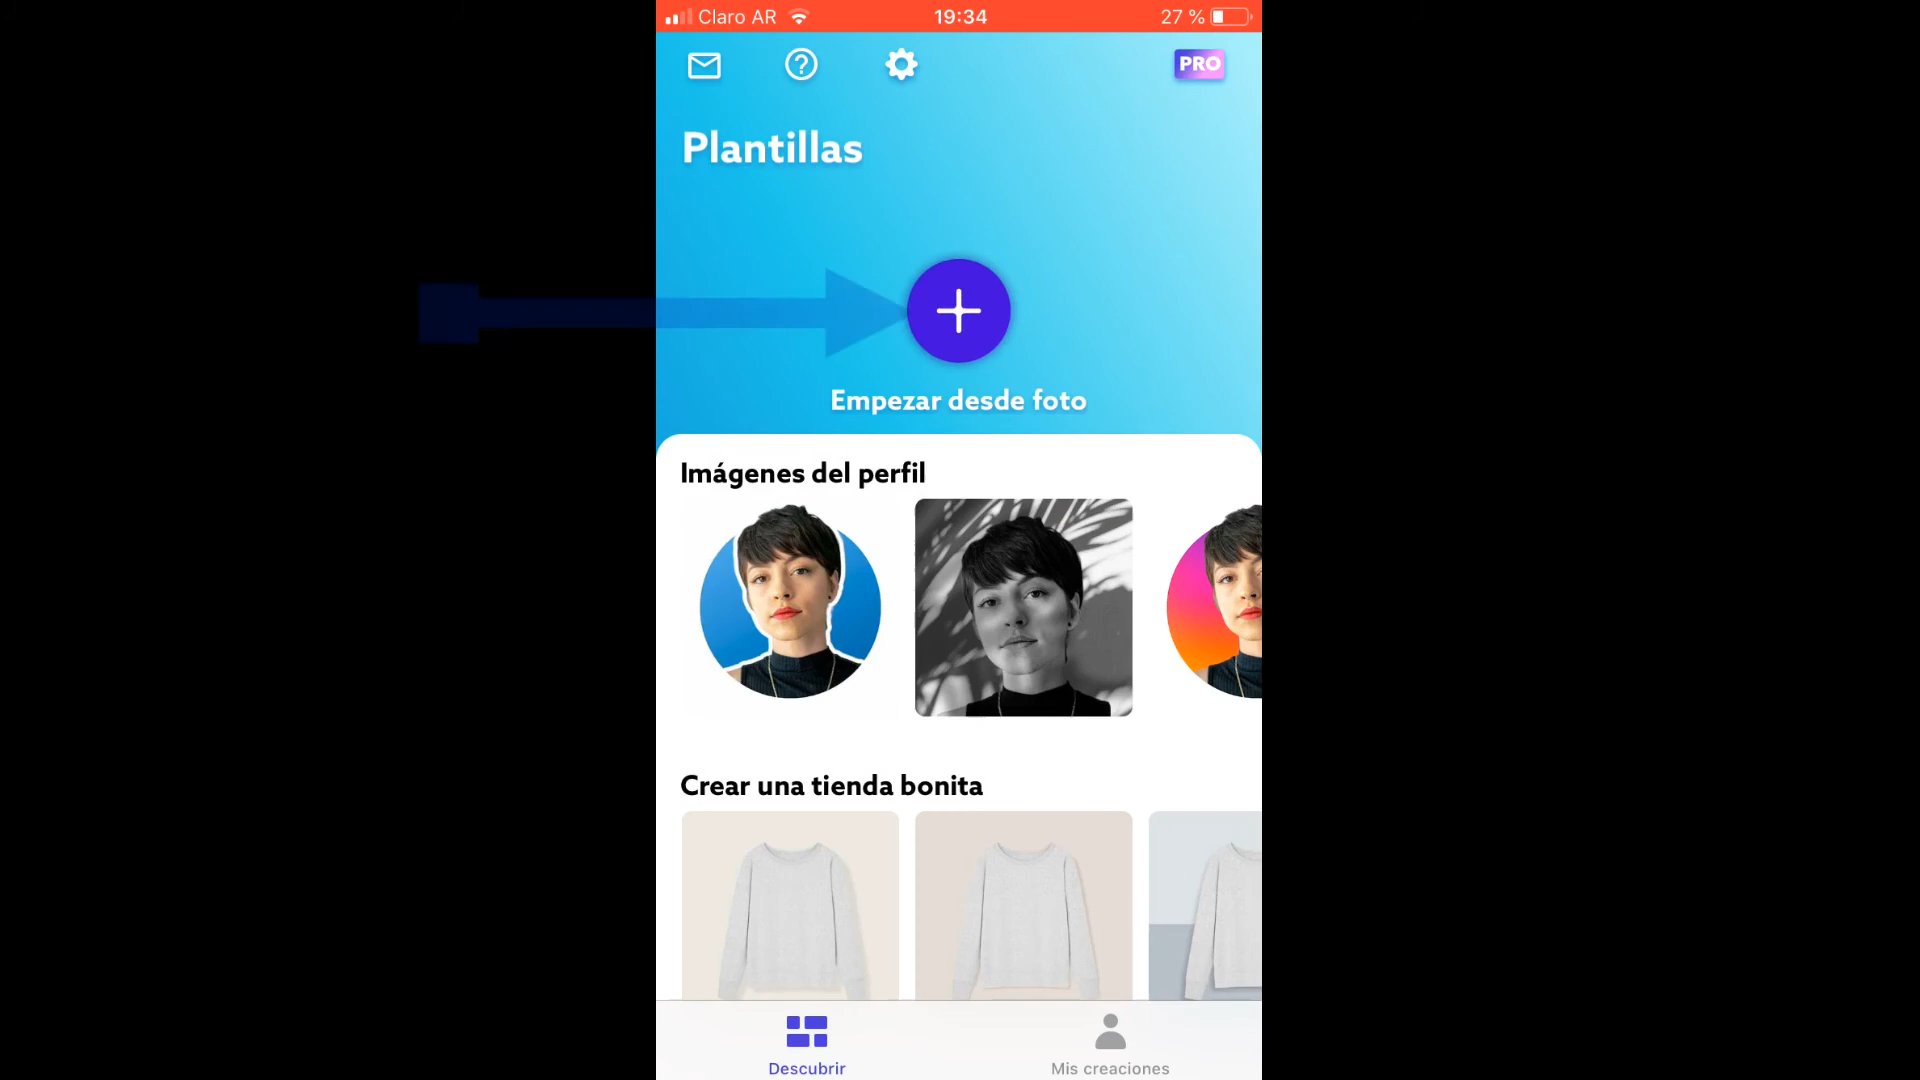 Claro AR
19:34
27 %
PRO
Plantillas
Empezar desde foto
Imágenes del perfil
Crear una tienda bonita
Descubrir
Mis creaciones